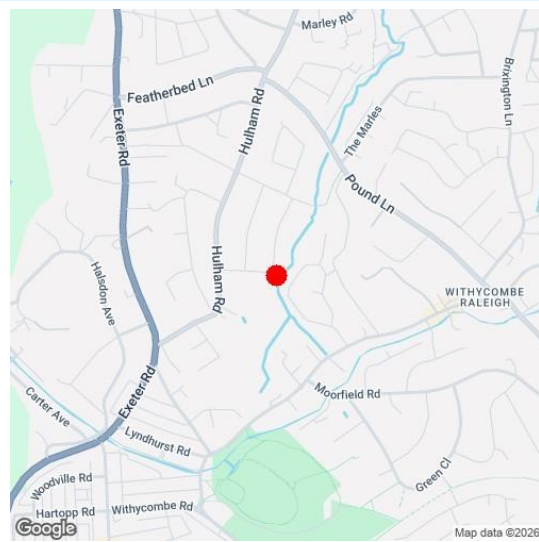 Marley Rd
Featherbed Ln
Hulham Rd
Exeter Rd
Brixington Ln
The Marles
Pound Ln
Hulham Rd
Halsdon Ave
WITHYCOMBE
RALEIGH
Exeter Rd
Carter Ave
Moorfield Rd
Lyndhurst Rd
Green Cl
Woodville Rd
Hartopp Rd
Withycombe Rd
Google
Map data ©2026